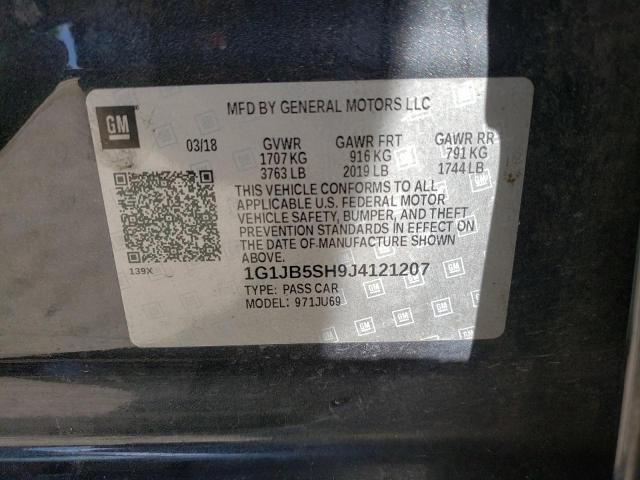 GM
MFD BY GENERAL MOTORS LLC
03/18 GVWR GAWR FRT GAWR RR
1707 KG 916 KG 791 KG
3763 LB 2019 LB 1744 LB
THIS VEHICLE CONFORMS TO ALL
APPLICABLE U.S. FEDERAL MOTOR
VEHICLE SAFETY, BUMPER, AND THEFT
PREVENTION STANDARDS IN EFFECT ON
THE DATE OF MANUFACTURE SHOWN
ABOVE.
139X
1G1JB5SH9J4121207
TYPE: PASS CAR
MODEL: 971JU69